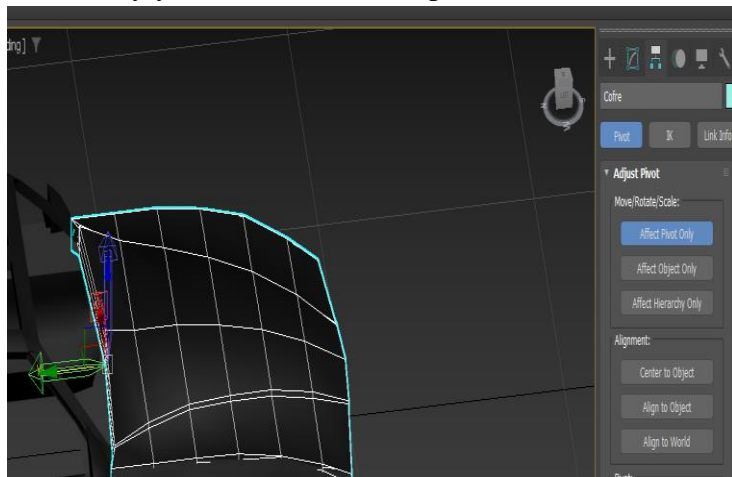 dng ]
Cofre
Pivot IK Link Info
Adjust Pivot
Move/Rotate/Scale:
Affect Pivot Only
Affect Object Only
Affect Hierarchy Only
Alignment:
Center to Object
Align to Object
Align to World